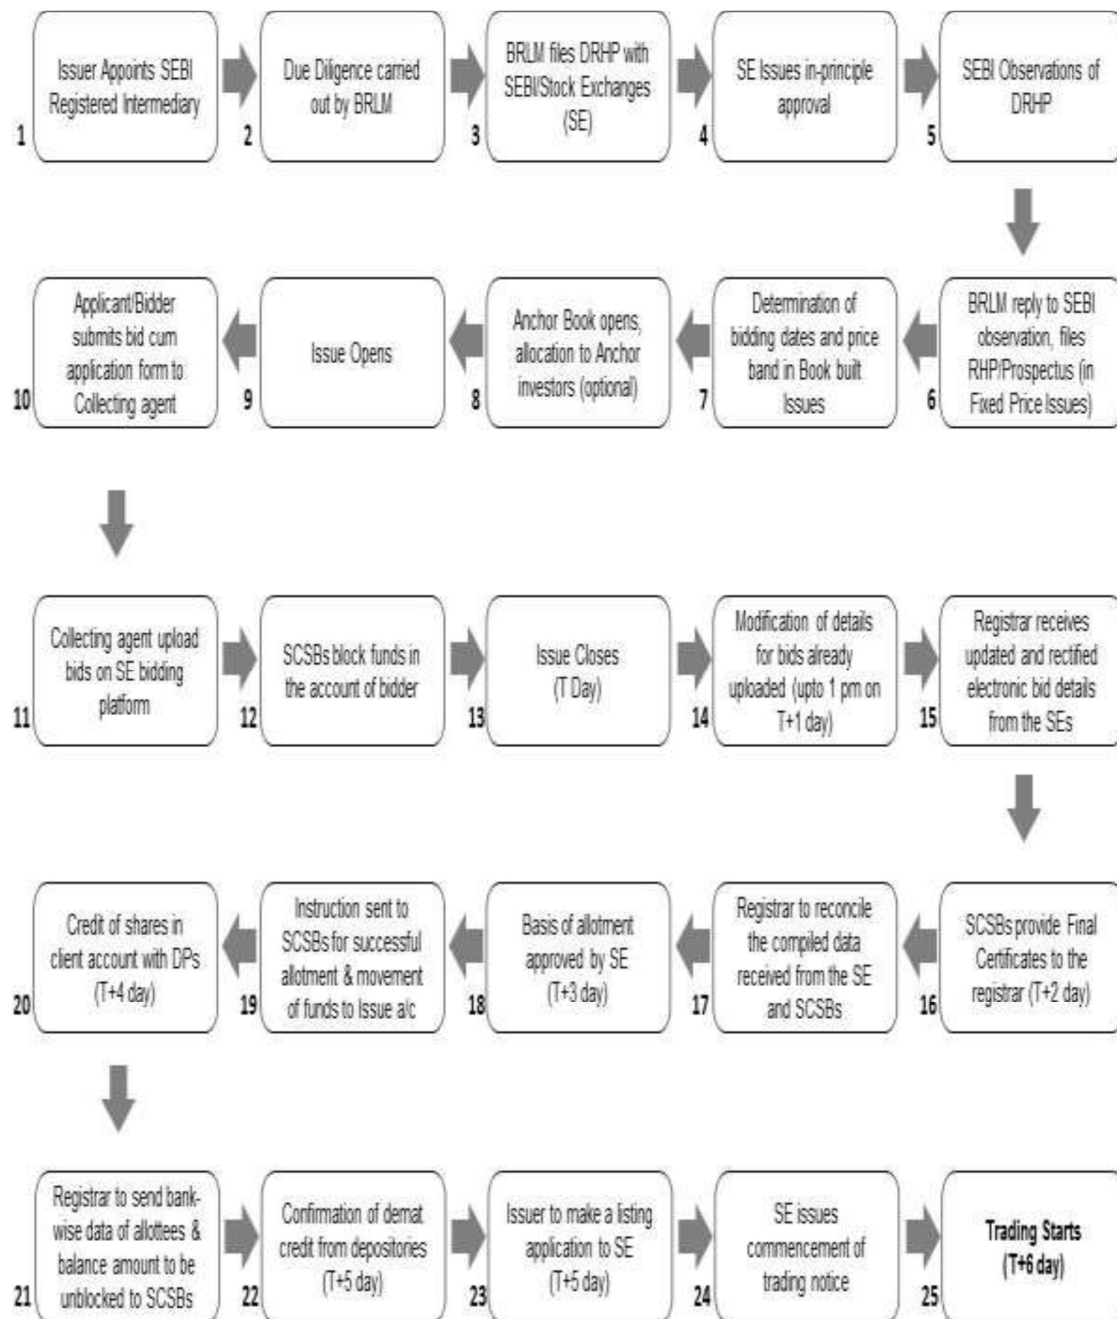 Issuer Appoints SEBI
Registered Intermediary
1
Due Diligence carried
out by BRLM
2
BRLM files DRHP with
SEBI/Stock Exchanges
(SE)
3
SE Issues in-principle
approval
4
SEBI Observations of
DRHP
5
BRLM reply to SEBI
observation, files
RHP/Prospectus (in
Fixed Price Issues)
6
Determination of
bidding dates and price
band in Book built
Issues
7
Anchor Book opens,
allocation to Anchor
investors (optional)
8
Issue Opens
9
Applicant/Bidder
submits bid cum
application form to
Collecting agent
10
Collecting agent upload
bids on SE bidding
platform
11
SCSBs block funds in
the account of bidder
12
Issue Closes
(T Day)
13
Modification of details
for bids already
uploaded (upto 1 pm on
T+1 day)
14
Registrar receives
updated and rectified
electronic bid details
from the SEs
15
SCSBs provide Final
Certificates to the
registrar (T+2 day)
16
Registrar to reconcile
the compiled data
received from the SE
and SCSBs
17
Basis of allotment
approved by SE
(T+3 day)
18
Instruction sent to
SCSBs for successful
allotment & movement
of funds to Issue a/c
19
Credit of shares in
client account with DPs
(T+4 day)
20
Registrar to send bank-
wise data of allottees &
balance amount to be
unblocked to SCSBs
21
Confirmation of demat
credit from depositories
(T+5 day)
22
Issuer to make a listing
application to SE
(T+5 day)
23
SE issues
commencement of
trading notice
24
Trading Starts
(T+6 day)
25